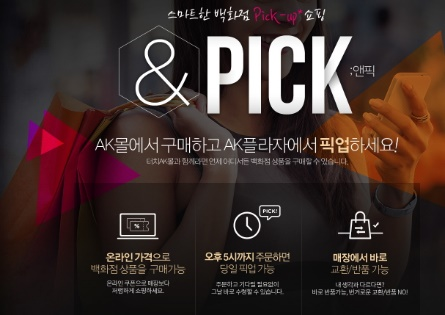 스마트한 백화점 Pick-up 쇼핑
&PICK ;앤픽
AK몰에서 구매하고 AK플라자에서 픽업하세요!
터치AK몰과 함께라면 언제 어디서든 백화점 상품을 구매할 수 있습니다.
%
온라인 가격으로
백화점 상품을 구매가능
온라인 쿠폰으로 매장보다
저렴하게 쇼핑하세요.
PICK!
오후 5시까지 주문하면
당일 픽업 가능
주문하고 기다릴 필요없이
그날 바로 수령할 수 있습니다.
매장에서 바로
교환/반품 가능
내 생각과 다르다면!
바로 반품가능, 번거로운 교환/반품 NO!